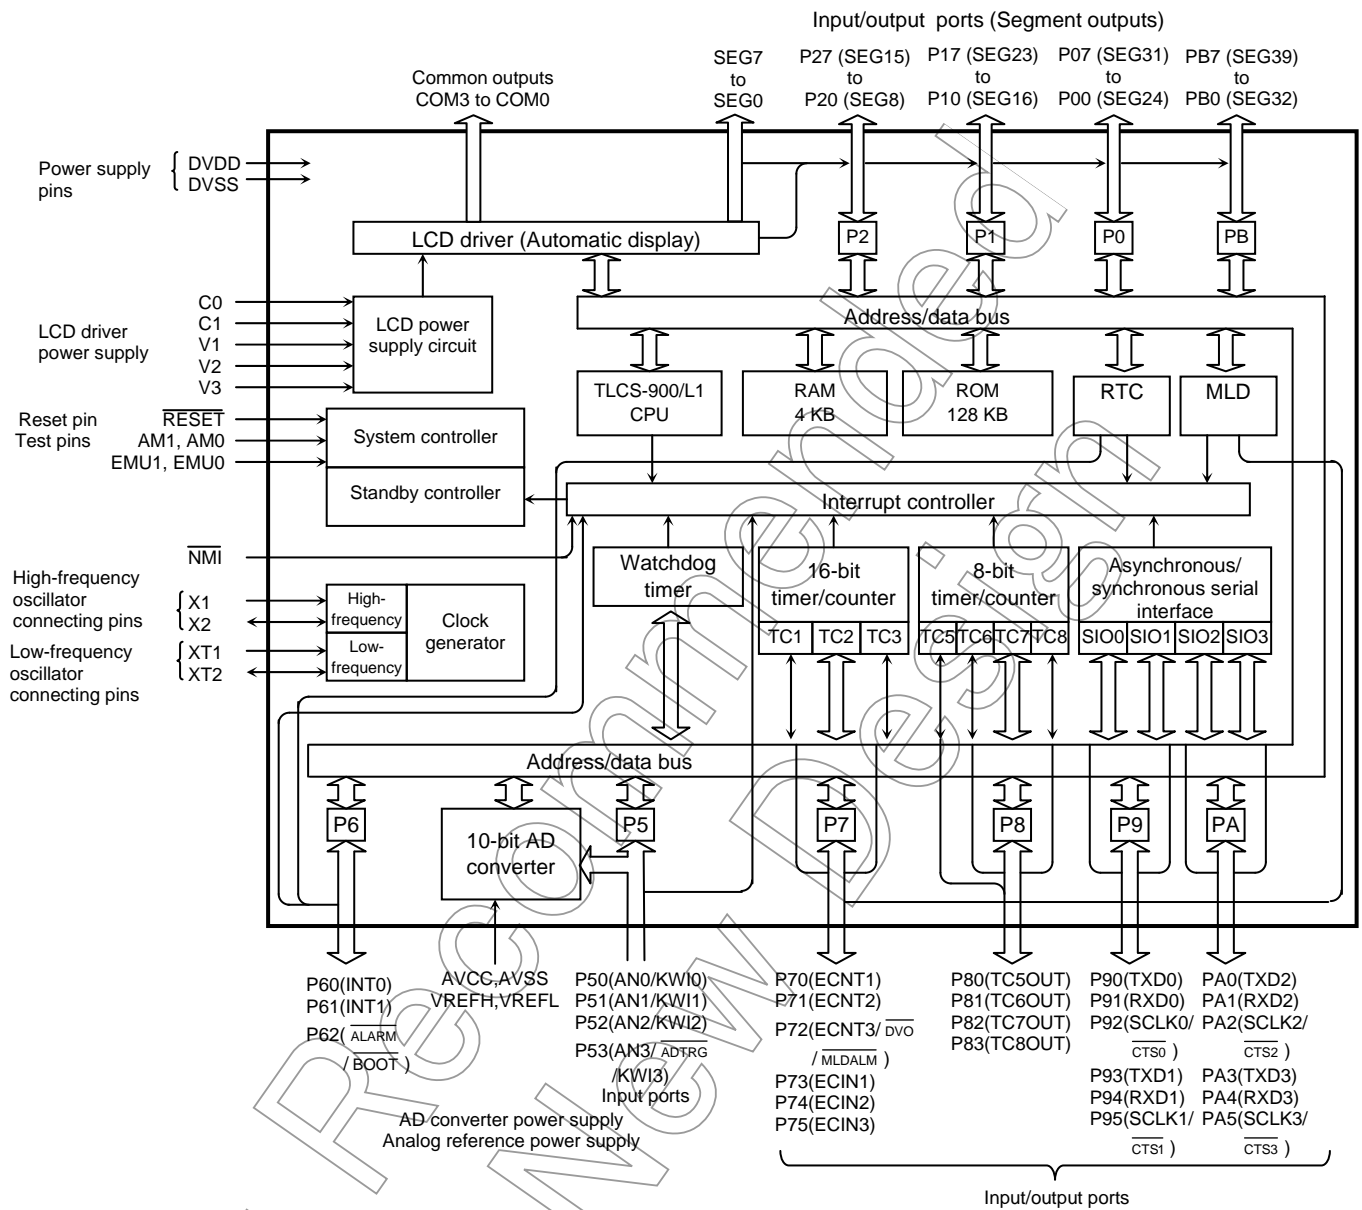 Input/output ports (Segment outputs)
Common outputs
COM3 to COM0
SEG7
to
SEG0
P27 (SEG15)
to
P20 (SEG8)
P17 (SEG23)
to
P10 (SEG16)
P07 (SEG31)
to
P00 (SEG24)
PB7 (SEG39)
to
PB0 (SEG32)
Power supply
pins
DVDD
DVSS
LCD driver (Automatic display)
P2
P1
P0
PB
LCD driver
power supply
C0
C1
V1
V2
V3
LCD power
supply circuit
Address/data bus
TLCS-900/L1
CPU
RAM
4 KB
ROM
128 KB
RTC
MLD
Reset pin
Test pins
RESET
AM1, AM0
EMU1, EMU0
System controller
Standby controller
Interrupt controller
NMI
High-frequency
oscillator
connecting pins
X1
X2
Low-frequency
oscillator
connecting pins
XT1
XT2
High-
frequency
Low-
frequency
Clock
generator
Watchdog
timer
16-bit
timer/counter
TC1 TC2 TC3
8-bit
timer/counter
TC5 TC6 TC7 TC8
Asynchronous/
synchronous serial
interface
SIO0 SIO1 SIO2 SIO3
Address/data bus
P6
10-bit AD
converter
P5
P7
P8
P9
PA
P60(INT0)
P61(INT1)
P62( ALARM
/ BOOT )
AVCC,AVSS
VREFH,VREFL
P50(AN0/KWI0)
P51(AN1/KWI1)
P52(AN2/KWI2)
P53(AN3/ ADTRG
/KWI3)
Input ports
AD converter power supply
Analog reference power supply
P70(ECNT1)
P71(ECNT2)
P72(ECNT3/ DVO
/ MLDALM )
P73(ECIN1)
P74(ECIN2)
P75(ECIN3)
P80(TC5OUT)
P81(TC6OUT)
P82(TC7OUT)
P83(TC8OUT)
P90(TXD0)
P91(RXD0)
P92(SCLK0/
CTS0 )
P93(TXD1)
P94(RXD1)
P95(SCLK1/
CTS1 )
PA0(TXD2)
PA1(RXD2)
PA2(SCLK2/
CTS2 )
PA3(TXD3)
PA4(RXD3)
PA5(SCLK3/
CTS3 )
Input/output ports
Recommended
New Design